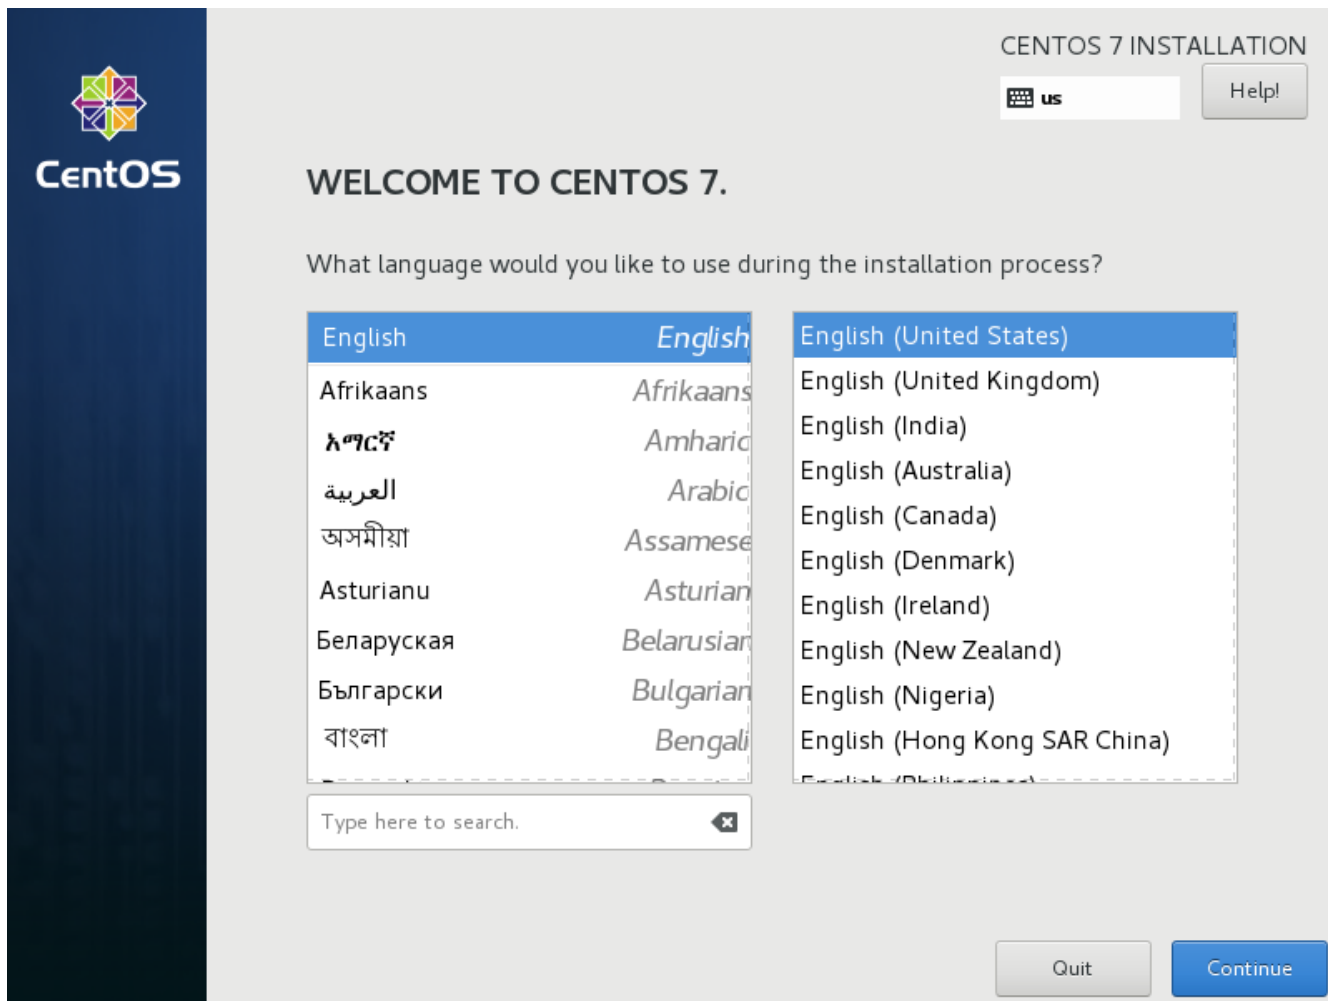 CentOS
CENTOS 7 INSTALLATION
us
Help!
WELCOME TO CENTOS 7.
What language would you like to use during the installation process?
English English
Afrikaans Afrikaans
አማርኛ Amharic
العربية Arabic
অসমীয়া Assamese
Asturianu Asturian
Беларуская Belarusian
Български Bulgarian
বাংলা Bengali
English (United States)
English (United Kingdom)
English (India)
English (Australia)
English (Canada)
English (Denmark)
English (Ireland)
English (New Zealand)
English (Nigeria)
English (Hong Kong SAR China)
English (Philippines)
Type here to search.
Quit
Continue